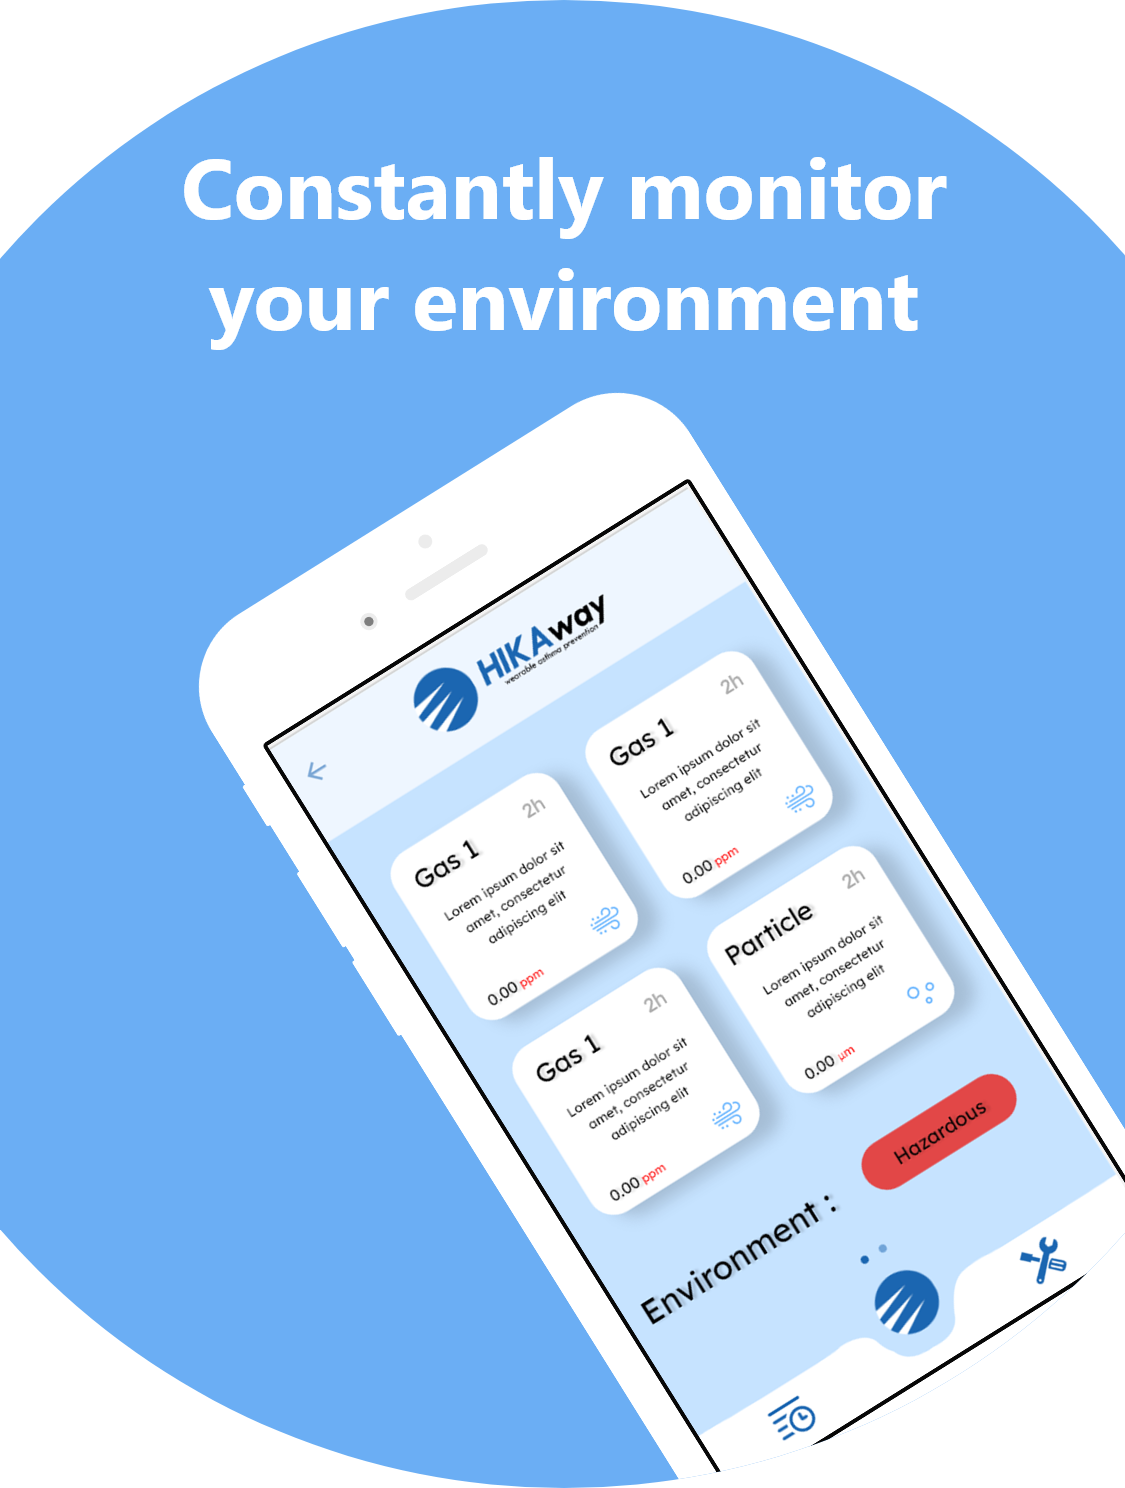 Constantly monitor
your environment
HIKAway
wearable asthma prevention
Gas 1
2h
Lorem ipsum dolor sit
amet, consectetur
adipiscing elit
0.00 ppm
Gas 1
2h
Lorem ipsum dolor sit
amet, consectetur
adipiscing elit
0.00 ppm
Gas 1
2h
Lorem ipsum dolor sit
amet, consectetur
adipiscing elit
0.00 ppm
Particle
2h
Lorem ipsum dolor sit
amet, consectetur
adipiscing elit
0.00 µm
Environment :
Hazardous